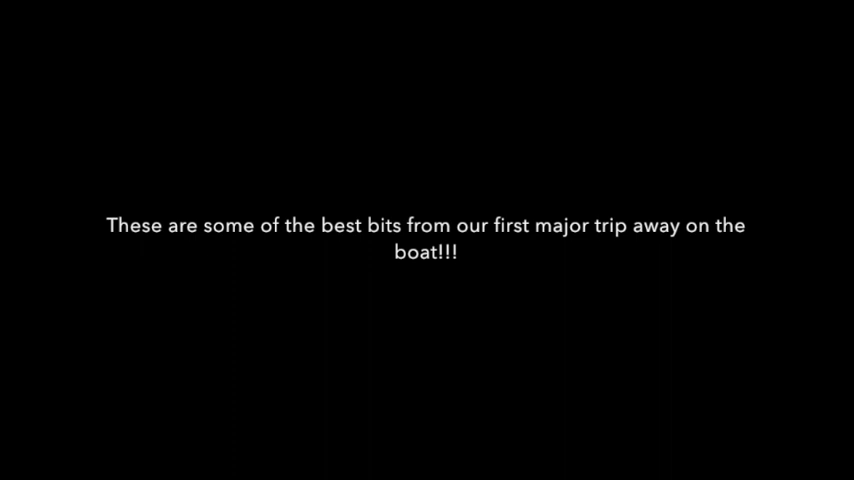 These are some of the best bits from our first major trip away on the
boat!!!